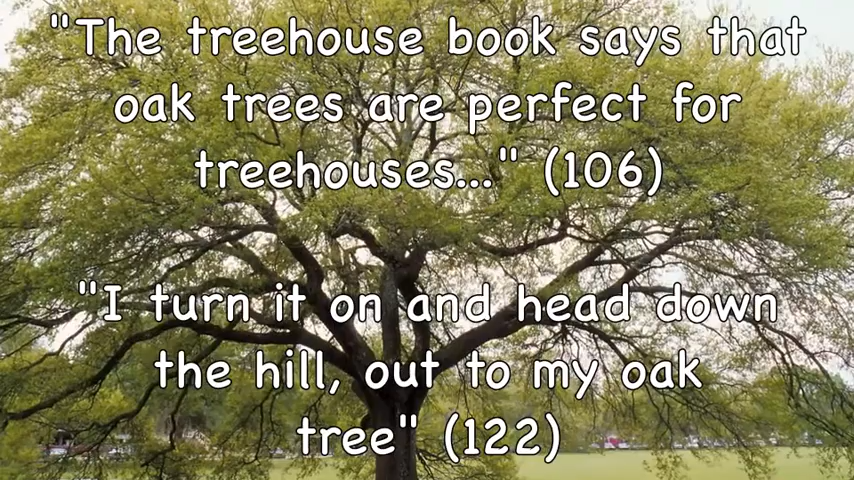 "The treehouse book says that
oak trees are perfect for
treehouses..." (106)
"I turn it on and head down
the hill, out to my oak
tree" (122)